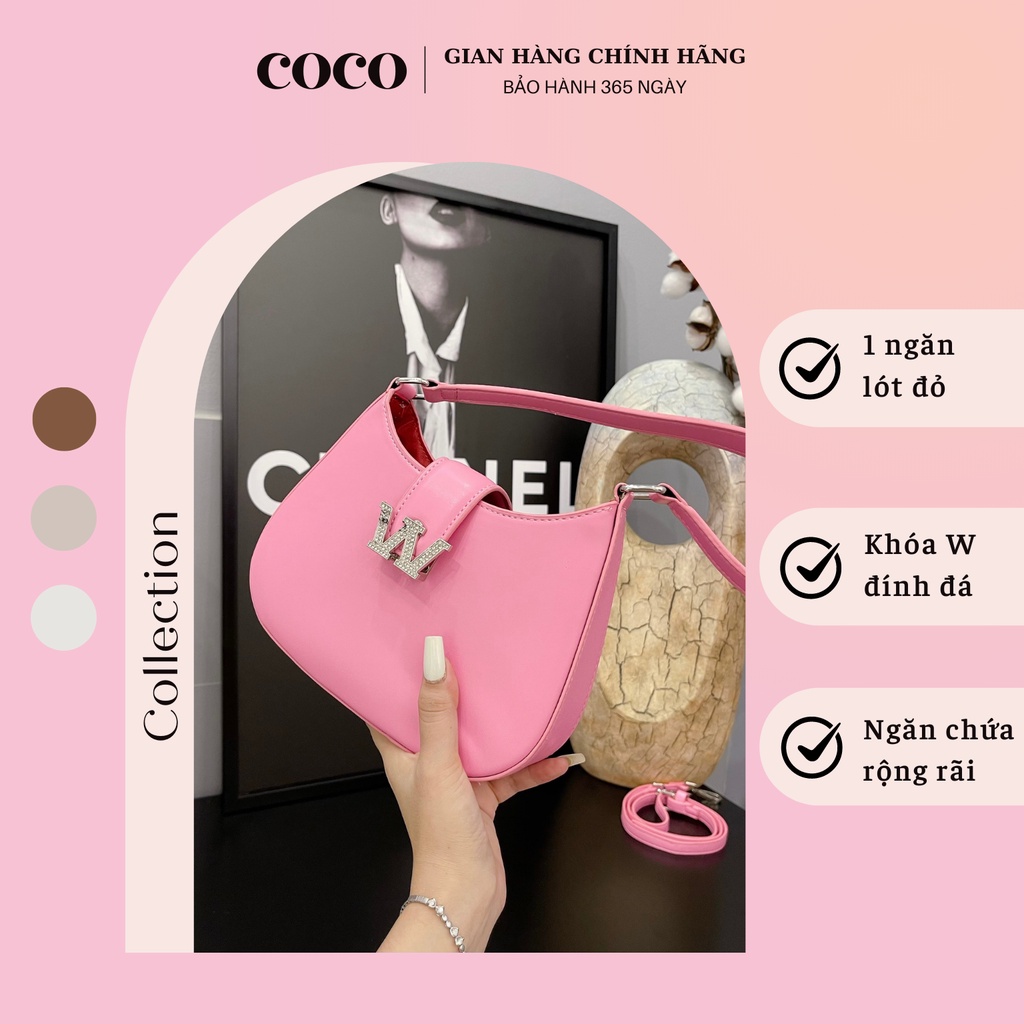 COCO
GIAN HÀNG CHÍNH HÃNG
BẢO HÀNH 365 NGÀY
1 ngăn
lót đỏ
Khóa W
đính đá
Ngăn chứa
rộng rãi
Collection
W